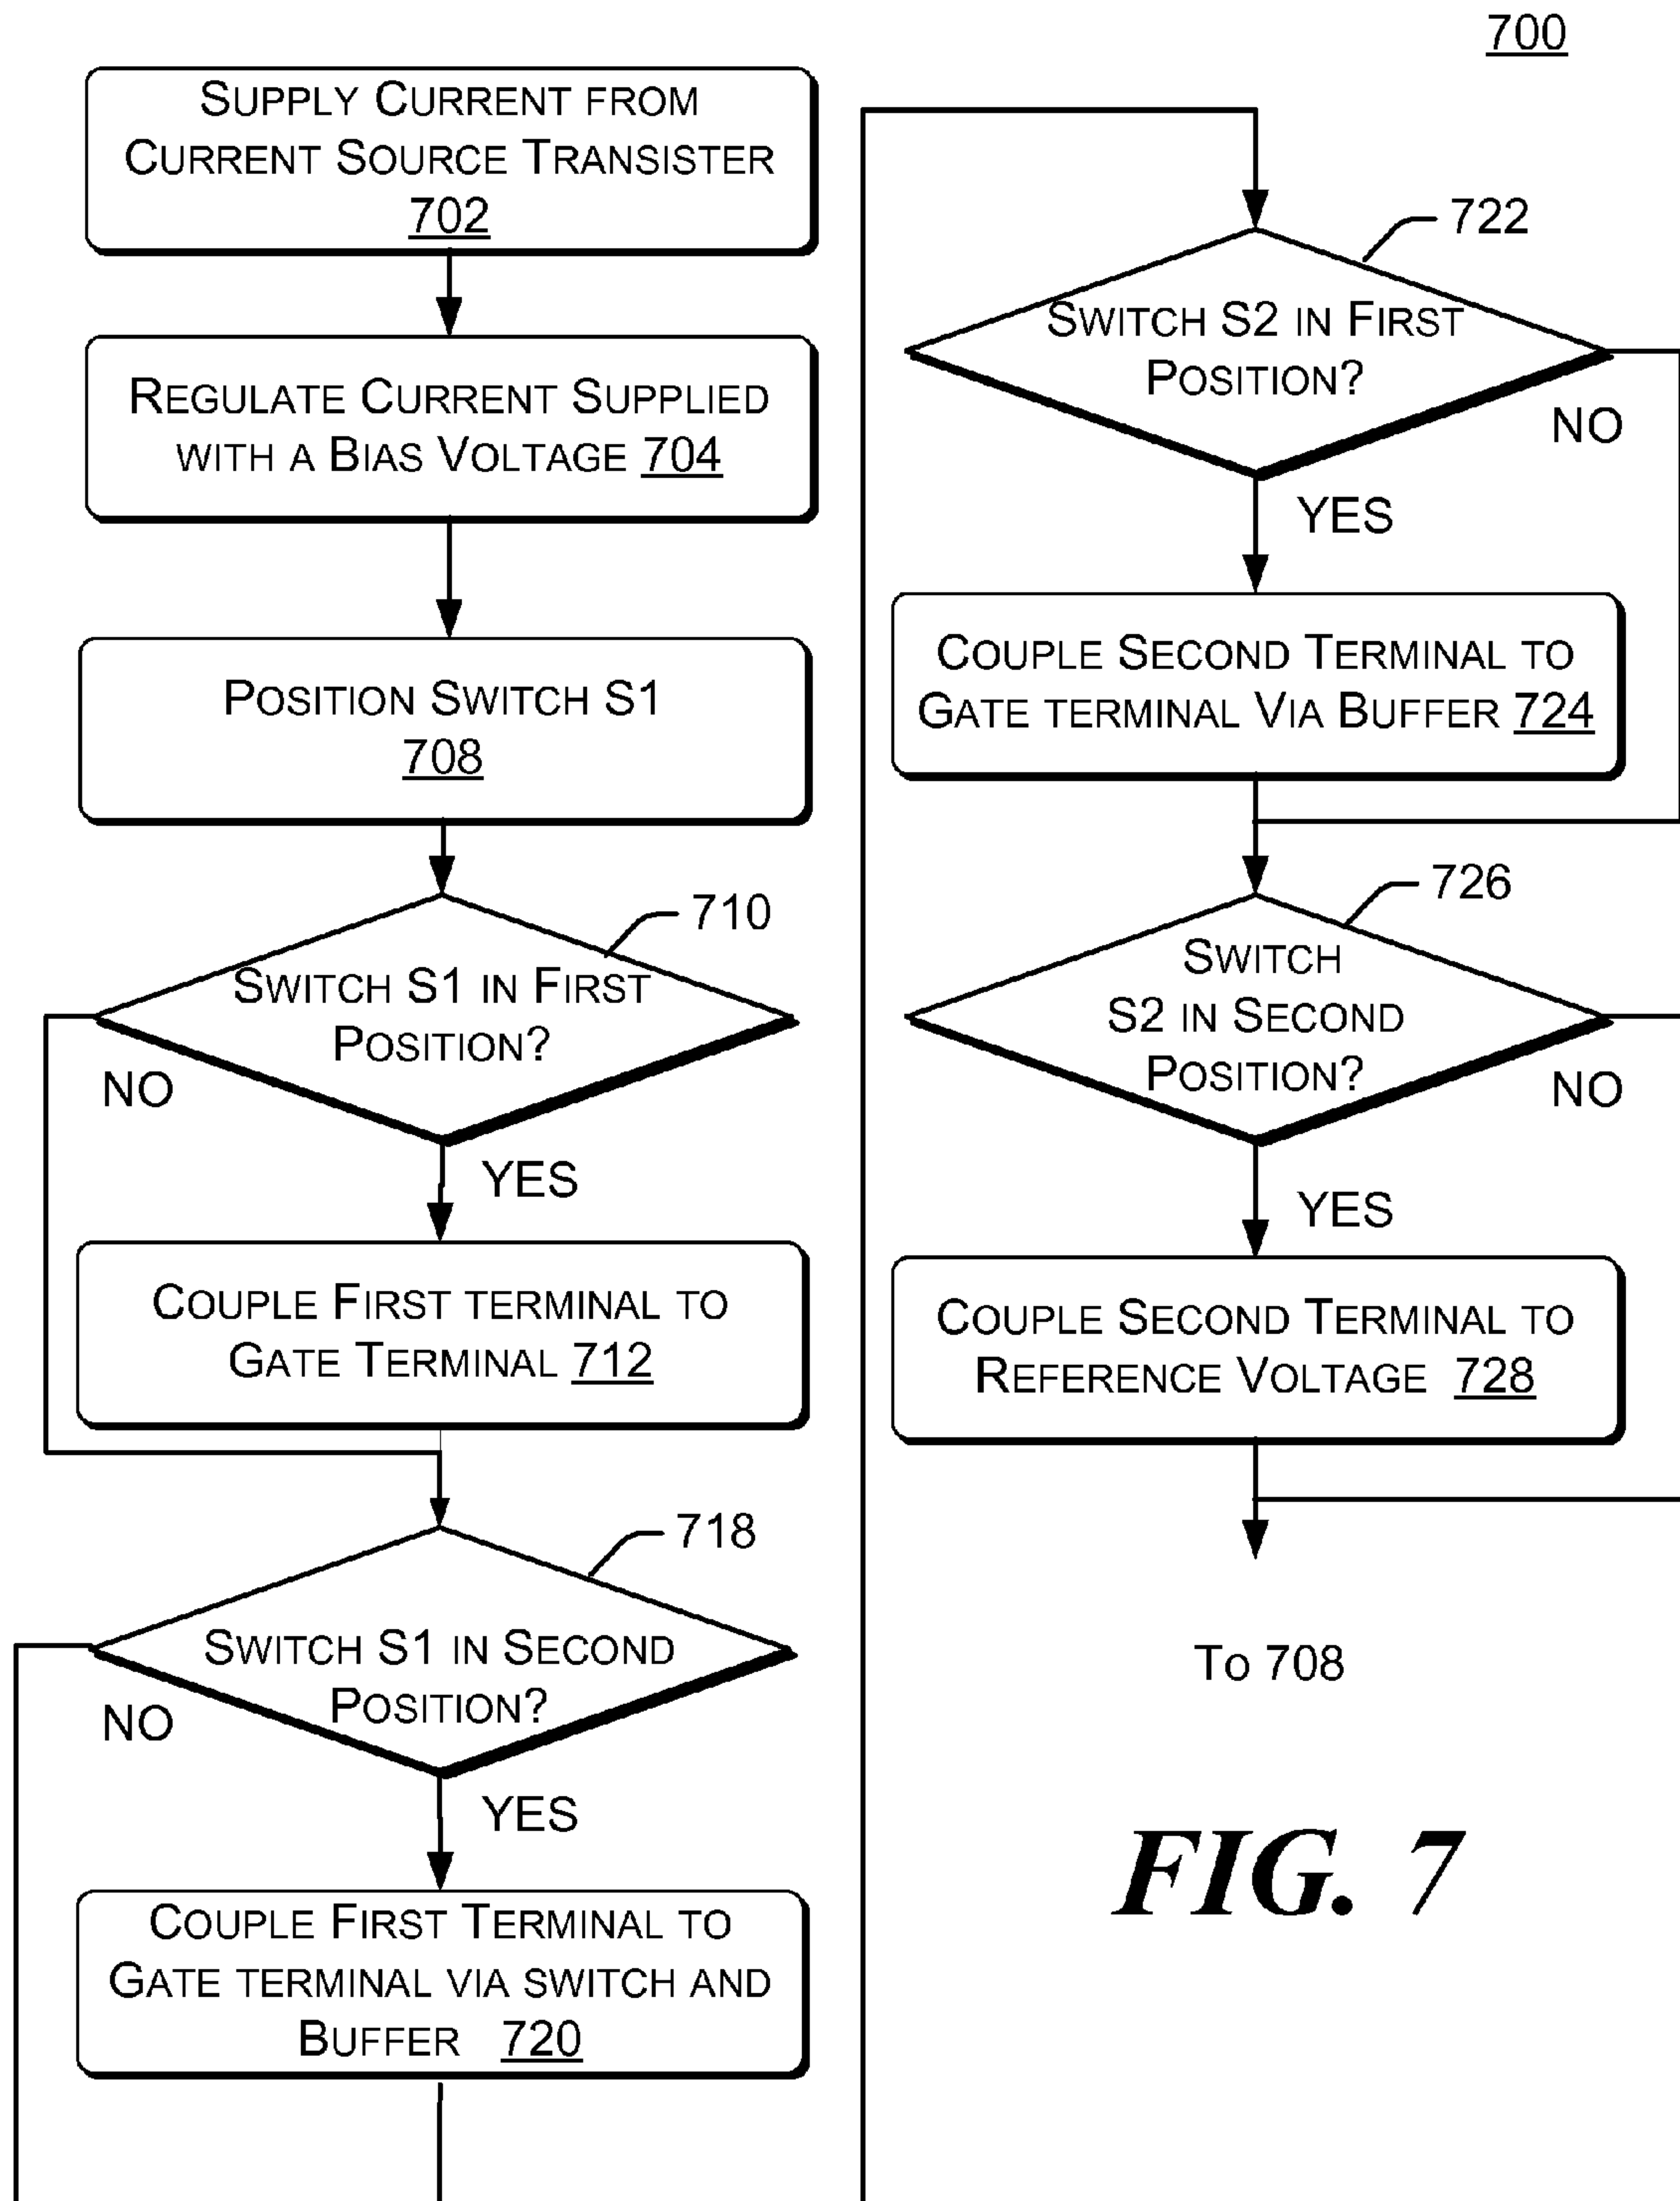 700
Supply Current from
Current Source Transister
702
Regulate Current Supplied
with a Bias Voltage 704
Position Switch S1
708
710
Switch S1 in First
Position?
NO
YES
Couple First terminal to
Gate Terminal 712
718
Switch S1 in Second
Position?
NO
YES
Couple First Terminal to
Gate terminal via switch and
Buffer 720
722
Switch S2 in First
Position?
NO
YES
Couple Second Terminal to
Gate terminal Via Buffer 724
726
Switch
S2 in Second
Position?
NO
YES
Couple Second Terminal to
Reference Voltage 728
To 708
FIG. 7